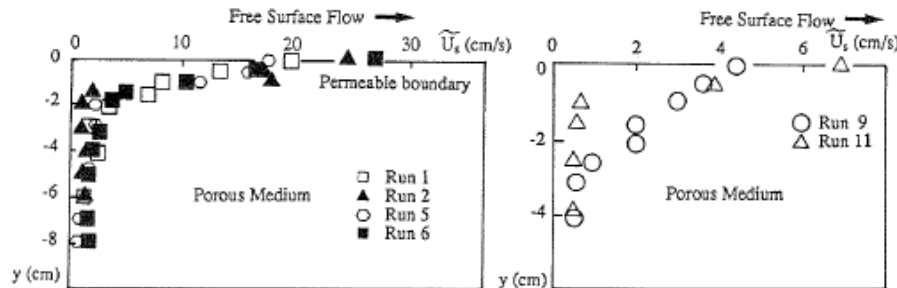 Free Surface Flow
0 10 20 30 Ũs (cm/s)
0
Permeable boundary
-2
-4
Porous Medium
-6
-8
y (cm)
Run 1
Run 2
Run 5
Run 6
Free Surface Flow
0 2 4 6 Ũs (cm/s)
0
-2
-4
Run 9
Run 11
Porous Medium
y (cm)